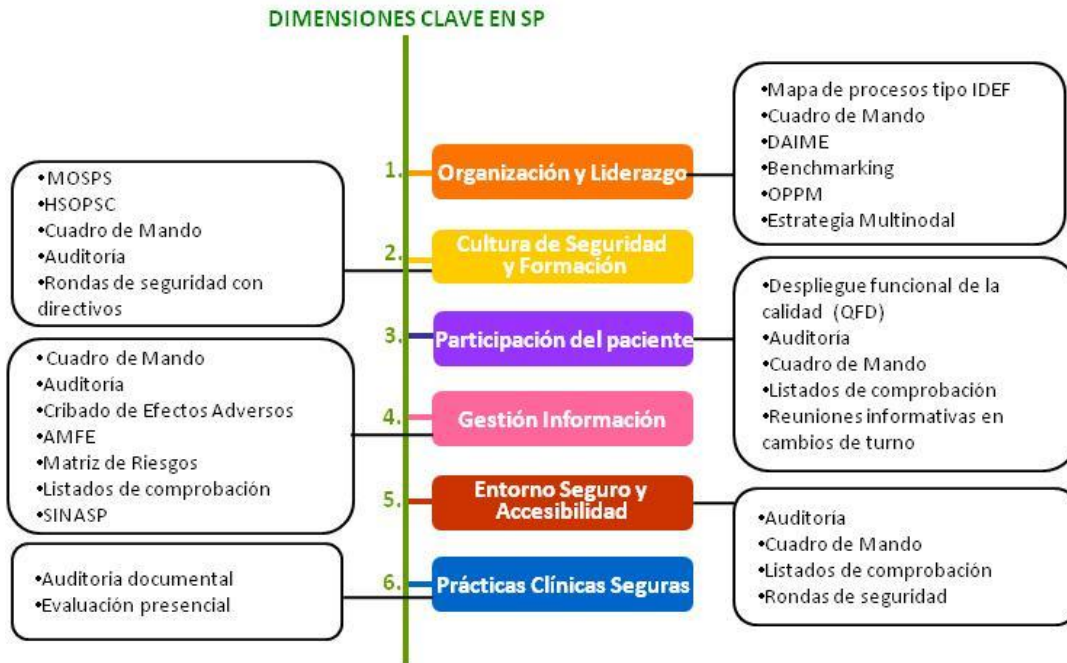 DIMENSIONES CLAVE EN SP
1.
Organización y Liderazgo
•Mapa de procesos tipo IDEF
•Cuadro de Mando
•DAIME
•Benchmarking
•OPPM
•Estrategia Multinodal
2.
Cultura de Seguridad
y Formación
•MOSPS
•HSOPSC
•Cuadro de Mando
•Auditoría
•Rondas de seguridad con
directivos
3.
Participación del paciente
•Despliegue funcional de la
calidad (QFD)
•Auditoría
•Cuadro de Mando
•Listados de comprobación
•Reuniones informativas en
cambios de turno
4.
Gestión Información
•Cuadro de Mando
•Auditoría
•Cribado de Efectos Adversos
•AMFE
•Matriz de Riesgos
•Listados de comprobación
•SINASP
5.
Entorno Seguro y
Accesibilidad
•Auditoría
•Cuadro de Mando
•Listados de comprobación
•Rondas de seguridad
6.
Prácticas Clínicas Seguras
•Auditoria documental
•Evaluación presencial